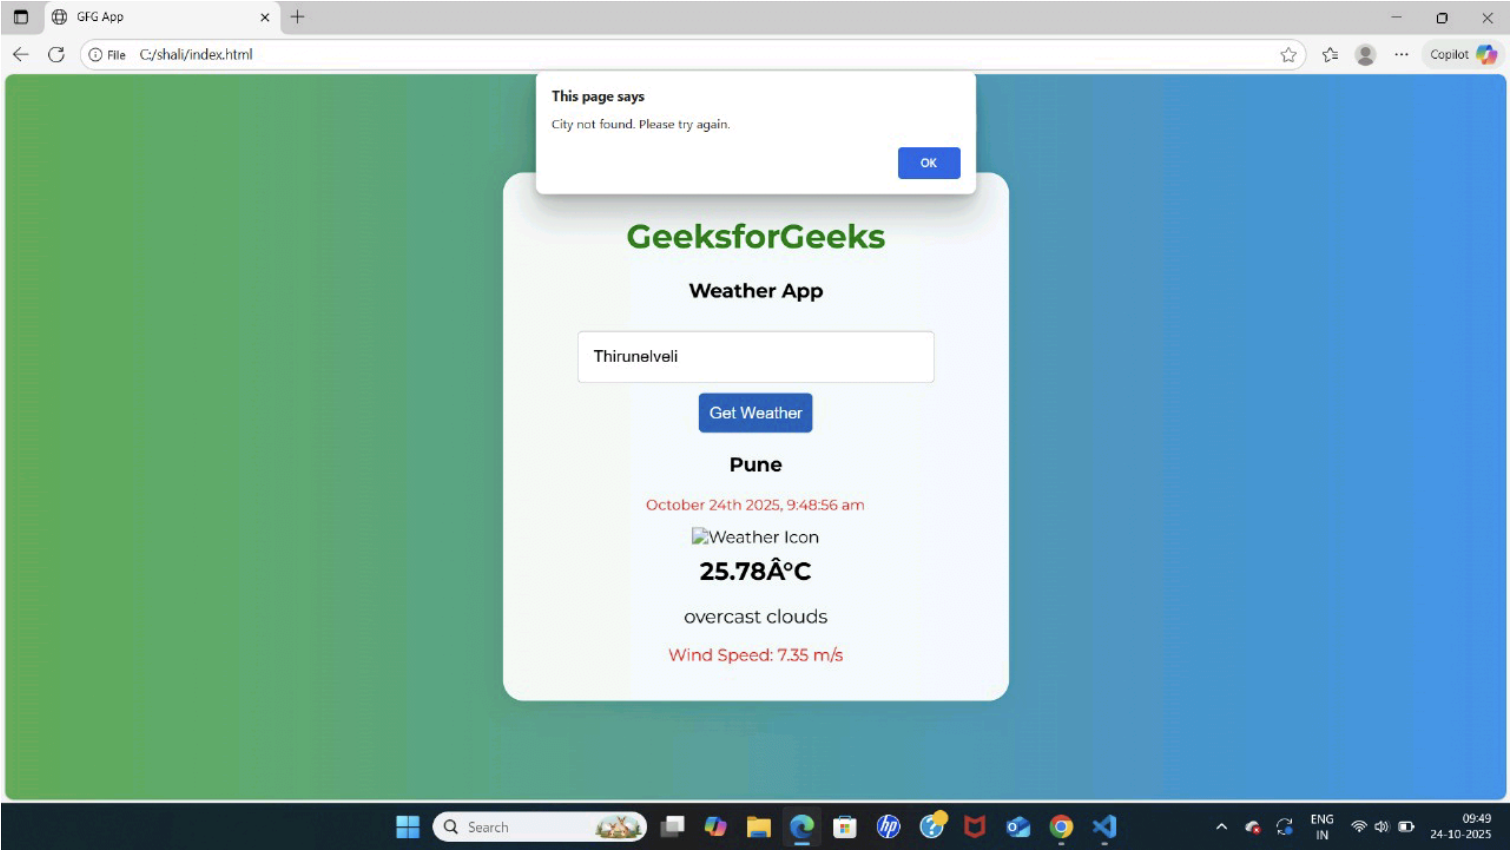 GFG App
File C:/shali/index.html
Copilot
This page says
City not found. Please try again.
OK
GeeksforGeeks
Weather App
Thirunelveli
Get Weather
Pune
October 24th 2025, 9:48:56 am
Weather Icon
25.78Â°C
overcast clouds
Wind Speed: 7.35 m/s
Search
hp
ENG
IN
09:49
24-10-2025